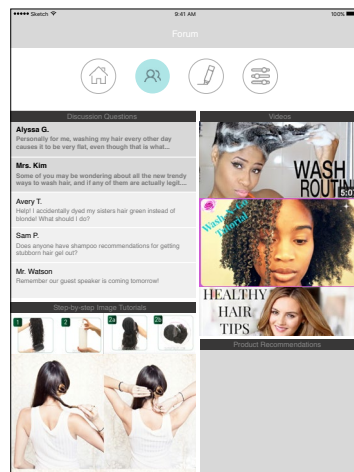 Sketch
9:41 AM
100%
Forum
Discussion Questions
Alyssa G.
Personally for me, washing my hair every other day
causes it to be very flat, even though that is what...
Mrs. Kim
Some of you may be wondering about all the new trendy
ways to wash hair, and if any of them are actually legit....
Avery T.
Help! I accidentally dyed my sisters hair green instead of
blonde! What should I do?
Sam P.
Does anyone have shampoo recommendations for getting
stubborn hair gel out?
Mr. Watson
Remember our guest speaker is coming tomorrow!
Step-by-step Image Tutorials
1
2
2a
2b
Videos
WASH
ROUTIN
5:07
Wash N Go
Tutorial
HEALTHY
HAIR
TIPS
Product Recommendations